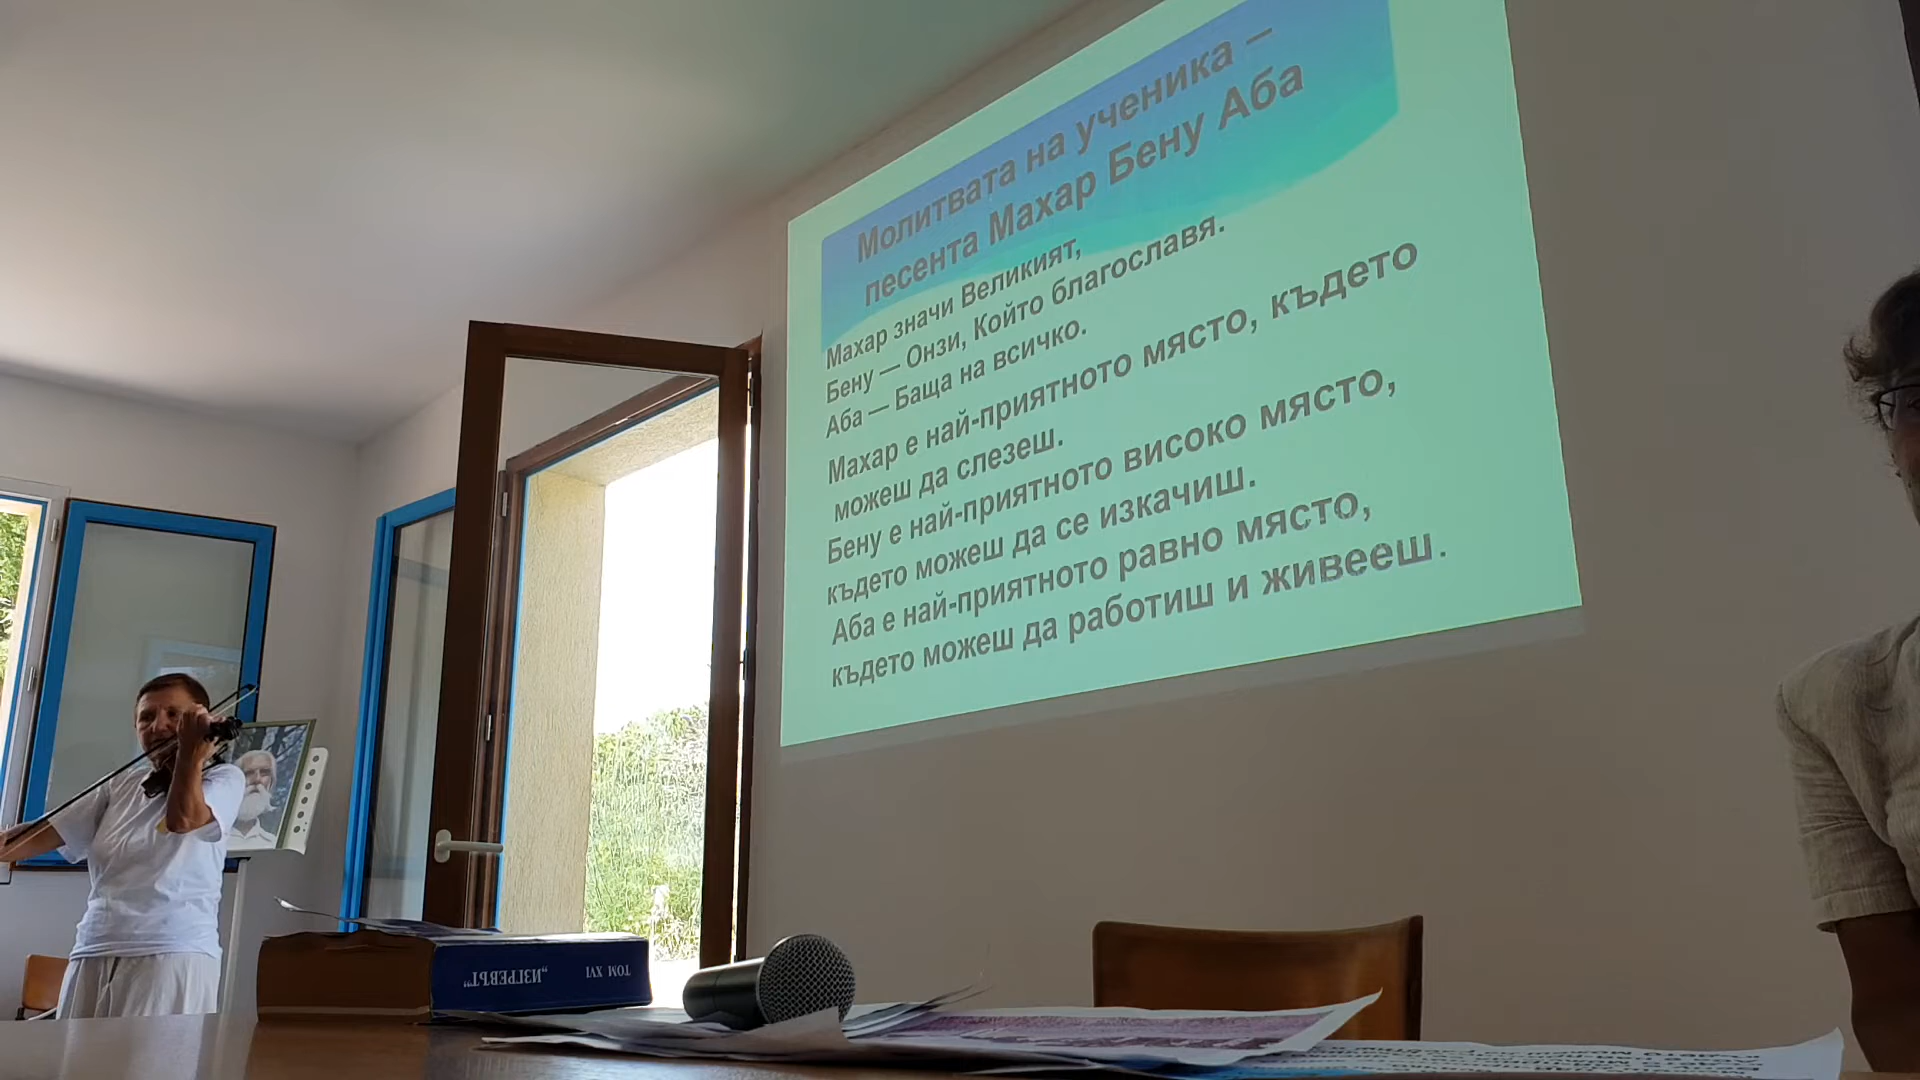 Молитвата на ученика –
песента Махар Бену Аба
Махар значи Великият,
Бену — Онзи, Който благославя.
Аба — Баща на всичко.
Махар е най-приятното място, където
можеш да слезеш.
Бену е най-приятното високо място,
където можеш да се изкачиш.
Аба е най-приятното равно място,
където можеш да работиш и живееш.
„ИЗГРЕВЪТ“ ТОМ XVI